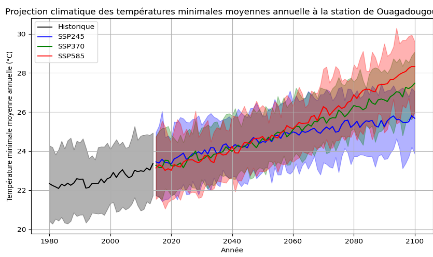 Projection climatique des températures minimales moyennes annuelle à la station de Ouagadougou
Historique
SSP245
SSP370
SSP585
Température minimale moyenne annuelle (°C)
30
28
26
24
22
20
1980
2000
2020
2040
2060
2080
2100
Année